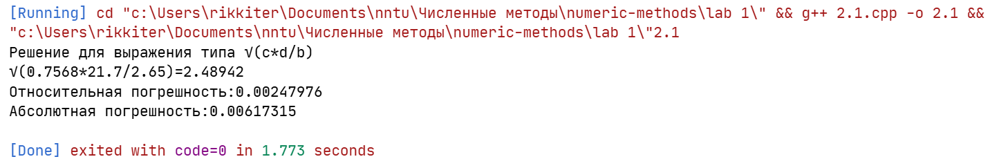 [Running] cd "c:\Users\rikkiter\Documents\nntu\Численные методы\numeric-methods\lab 1\" && g++ 2.1.cpp -o 2.1 &&
"c:\Users\rikkiter\Documents\nntu\Численные методы\numeric-methods\lab 1\"2.1
Решение для выражения типа √(c*d/b)
√(0.7568*21.7/2.65)=2.48942
Относительная погрешность:0.00247976
Абсолютная погрешность:0.00617315
[Done] exited with code=0 in 1.773 seconds